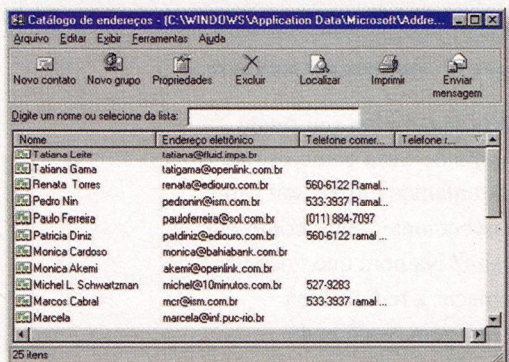 Catálogo de endereços - (C:\WINDOWS\Application Data\Microsoft\Addre...
Arquivo Editar Exibir Ferramentas Ajuda
Novo contato Novo grupo Propriedades Excluir Localizar Imprimir Enviar mensagem
Digite um nome ou selecione da lista:
Nome Endereço eletrônico Telefone comer... Telefone r...
Tatiana Leite tatiana@fluid.impa.br
Tatiana Gama tatigama@openlink.com.br
Renata Torres renata@ediouro.com.br 560-6122 Ramal...
Pedro Nin pedronin@ism.com.br 533-3937 Ramal...
Paulo Ferreira pauloferreira@sol.com.br (011) 884-7097
Patricia Diniz patdiniz@ediouro.com.br 560-6122 ramal ...
Monica Cardoso monica@bahiabank.com.br
Monica Akemi akemi@openlink.com.br
Michel L. Schwartzman michel@10minutos.com.br 527-9283
Marcos Cabral mcr@ism.com.br 533-3937 ramal ...
Marcela marcela@inf.puc-rio.br
25 itens